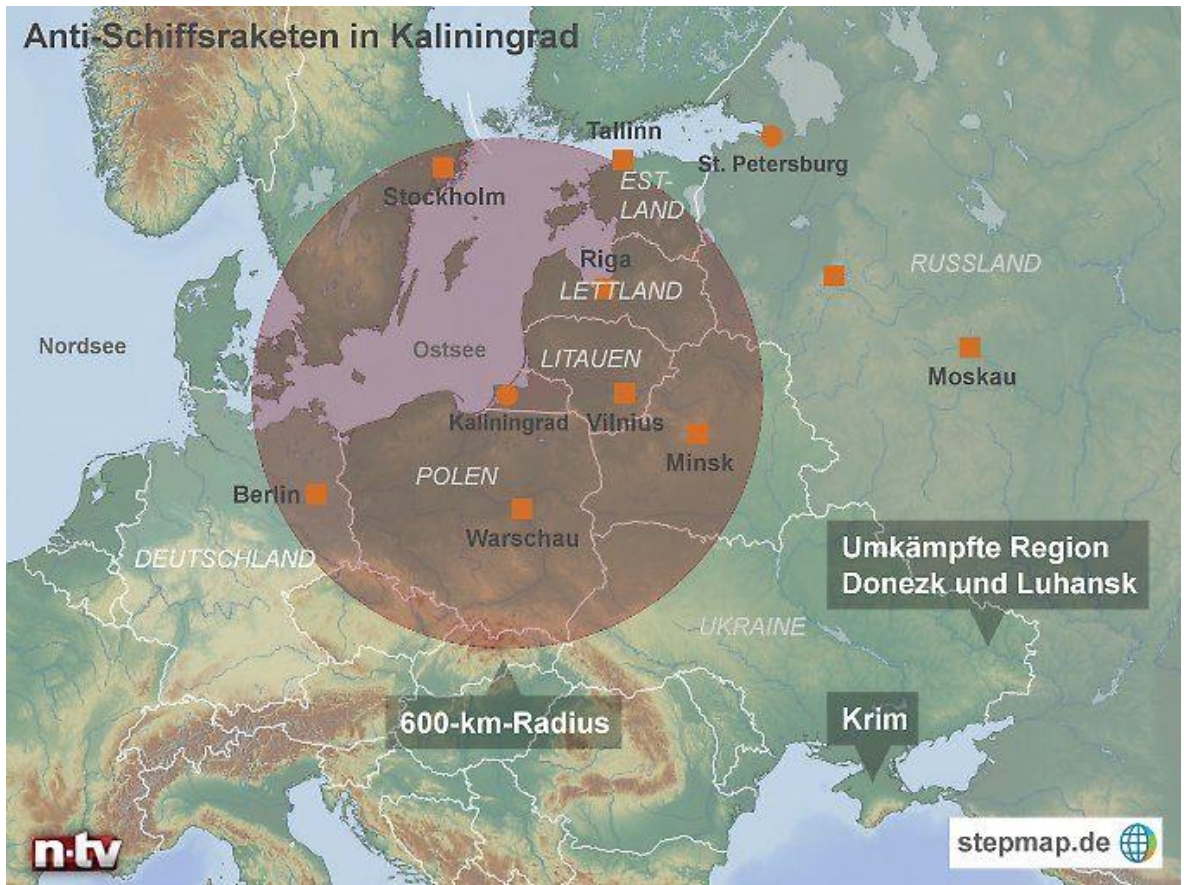 Anti-Schiffsraketen in Kaliningrad
Tallinn
St. Petersburg
Stockholm
EST-
LAND
Riga
LETTLAND
RUSSLAND
Nordsee
Ostsee
LITAUEN
Moskau
Kaliningrad
Vilnius
Minsk
POLEN
Berlin
Warschau
DEUTSCHLAND
Umkämpfte Region
Donezk und Luhansk
UKRAINE
600-km-Radius
Krim
n-tv
stepmap.de